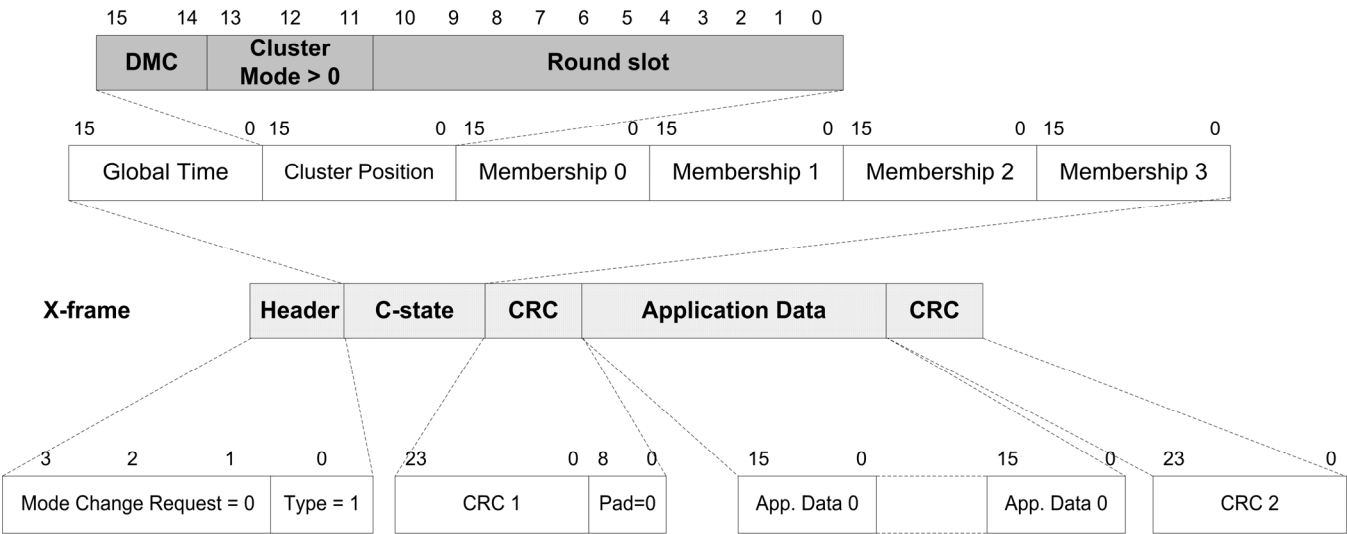 15 14 13 12 11 10 9 8 7 6 5 4 3 2 1 0
DMC Cluster Mode > 0 Round slot
15 0 15 0 15 0 15 0 15 0 15 0
Global Time Cluster Position Membership 0 Membership 1 Membership 2 Membership 3
X-frame Header C-state CRC Application Data CRC
3 2 1 0 23 0 8 0 15 0 15 0 23 0
Mode Change Request = 0 Type = 1 CRC 1 Pad=0 App. Data 0 App. Data 0 CRC 2